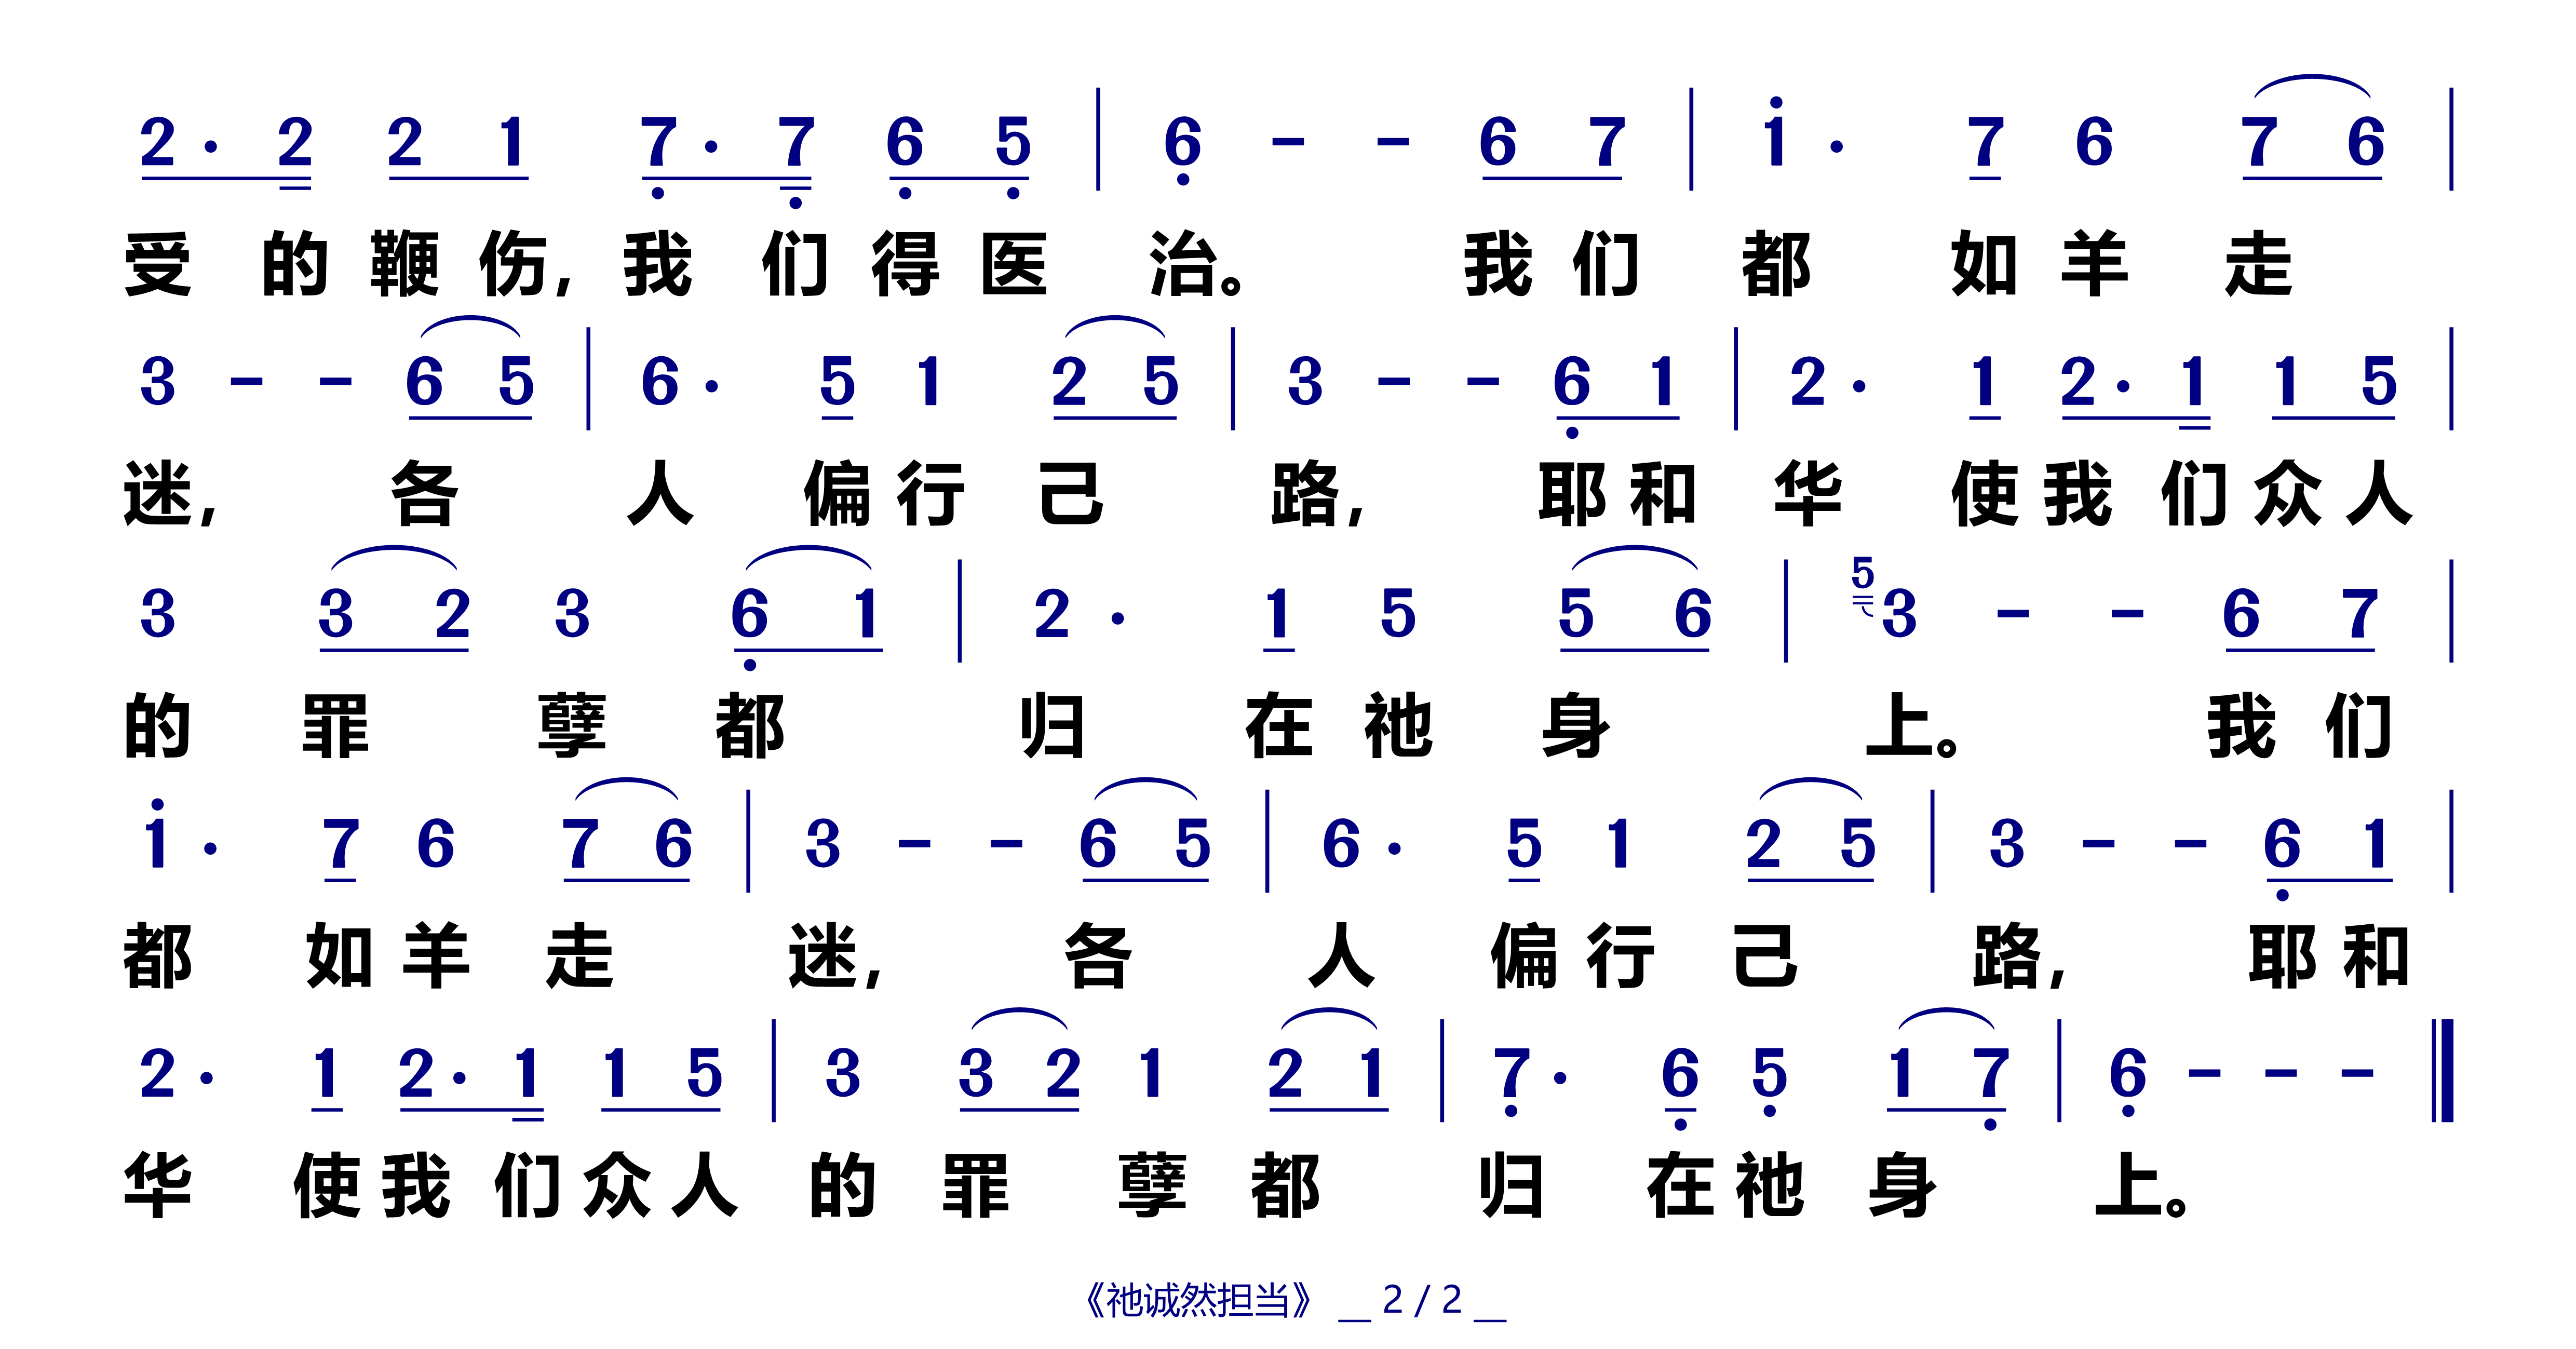 2 · 2 2 1 7 · 7 6 5 | 6 - - 6 7 | i · 7 6 7 6 |
受 的 鞭 伤, 我 们 得 医 治。 我 们 都 如 羊 走
3 - - 6 5 | 6 · 5 1 2 5 | 3 - - 6 1 | 2 · 1 2 · 1 1 5 |
迷, 各 人 偏 行 己 路, 耶 和 华 使 我 们 众 人
3 3 2 3 6 1 | 2 · 1 5 5 6 | 5 3 - - 6 7 |
的 罪 孽 都 归 在 祂 身 上。 我 们
i · 7 6 7 6 | 3 - - 6 5 | 6 · 5 1 2 5 | 3 - - 6 1 |
都 如 羊 走 迷, 各 人 偏 行 己 路, 耶 和
2 · 1 2 · 1 1 5 | 3 3 2 1 2 1 | 7 · 6 5 1 7 | 6 - - - ‖
华 使 我 们 众 人 的 罪 孽 都 归 在 祂 身 上。
《祂诚然担当》 __ 2 / 2 __